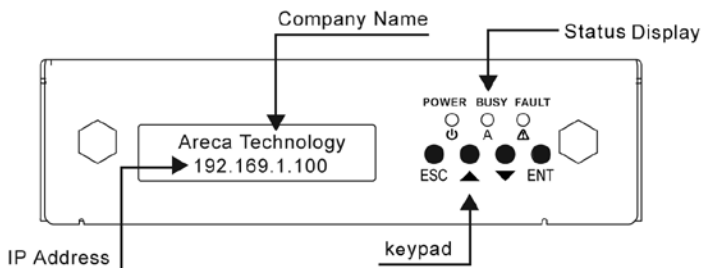 Company Name
Status Display
POWER BUSY FAULT
A
Areca Technology
192.169.1.100
ESC ENT
IP Address
keypad